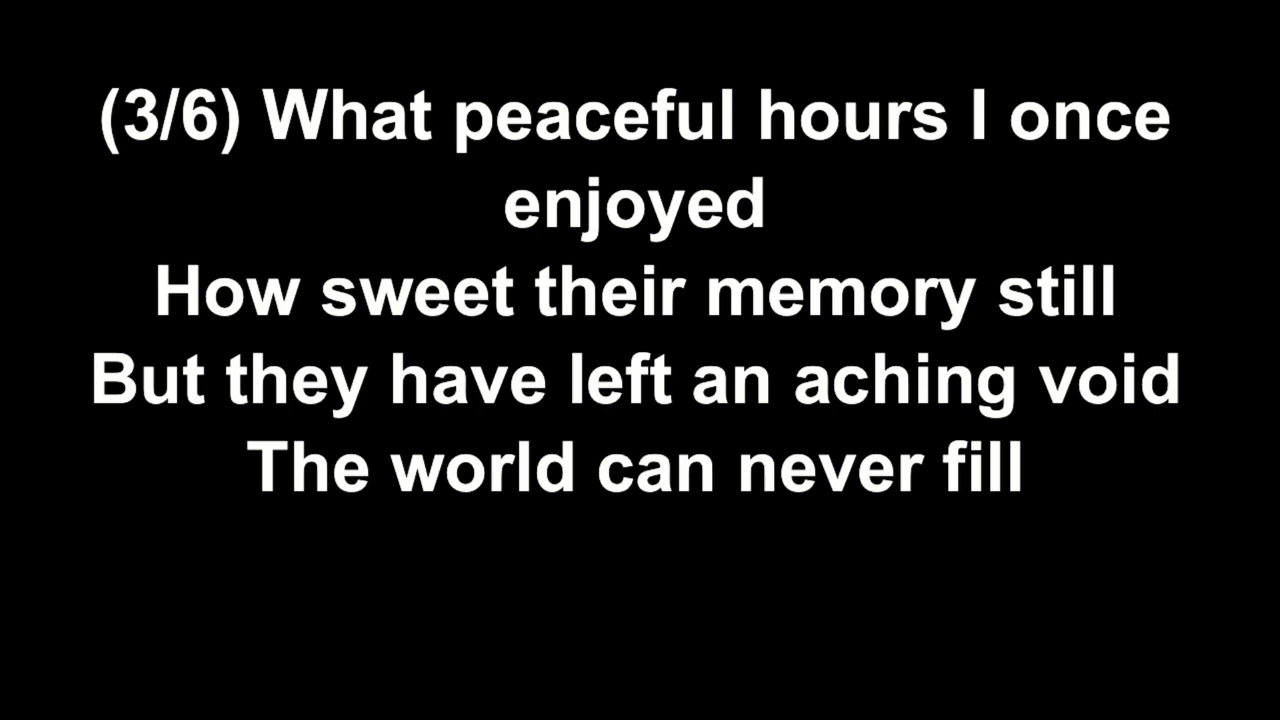 (3/6) What peaceful hours I once
enjoyed
How sweet their memory still
But they have left an aching void
The world can never fill